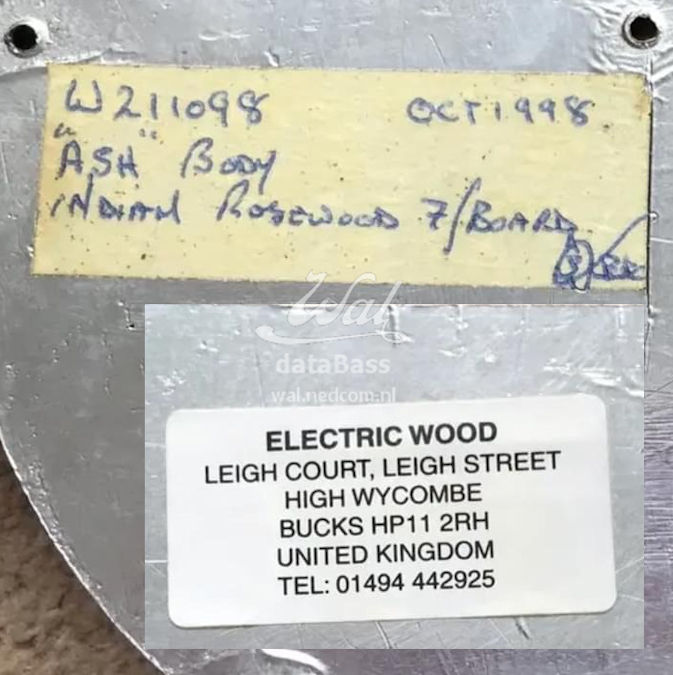 W211098 OCT 1998
"ASH" BODY
INDIAN ROSEWOOD F/BOARD
Wal
dataBass
wal.nedcom.nl
ELECTRIC WOOD
LEIGH COURT, LEIGH STREET
HIGH WYCOMBE
BUCKS HP11 2RH
UNITED KINGDOM
TEL: 01494 442925